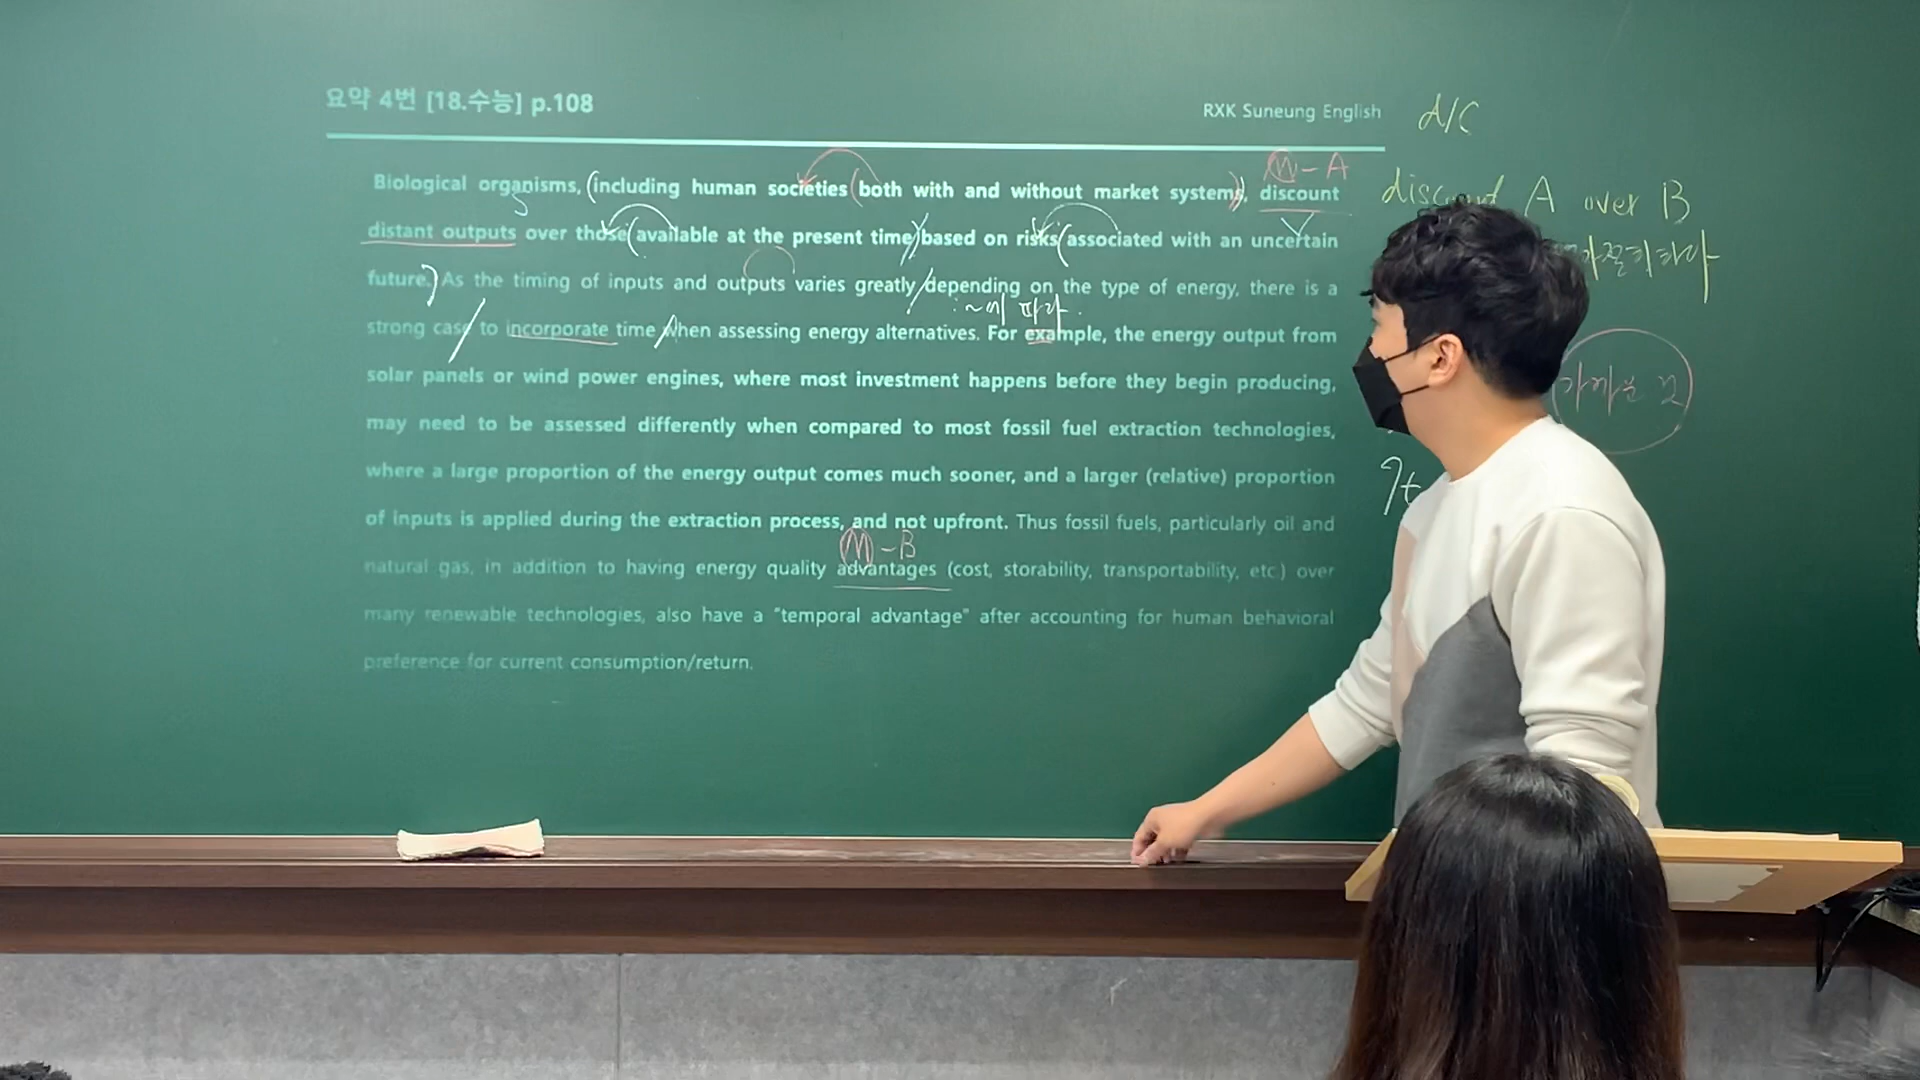 요약 4번 [18.수능] p.108
RXK Suneung English
A/C
Ⓜ-A
Biological organisms, (including human societies (both with and without market systems), discount
distant outputs over those (available at the present time) based on risks (associated with an uncertain
future.) As the timing of inputs and outputs varies greatly / depending on the type of energy, there is a
: ~에 따라.
strong case / to incorporate time / when assessing energy alternatives. For example, the energy output from
solar panels or wind power engines, where most investment happens before they begin producing,
may need to be assessed differently when compared to most fossil fuel extraction technologies,
where a large proportion of the energy output comes much sooner, and a larger (relative) proportion
of inputs is applied during the extraction process, and not upfront. Thus fossil fuels, particularly oil and
Ⓜ-B
natural gas, in addition to having energy quality advantages (cost, storability, transportability, etc.) over
many renewable technologies, also have a "temporal advantage" after accounting for human behavioral
preference for current consumption/return.
A over B
가까운